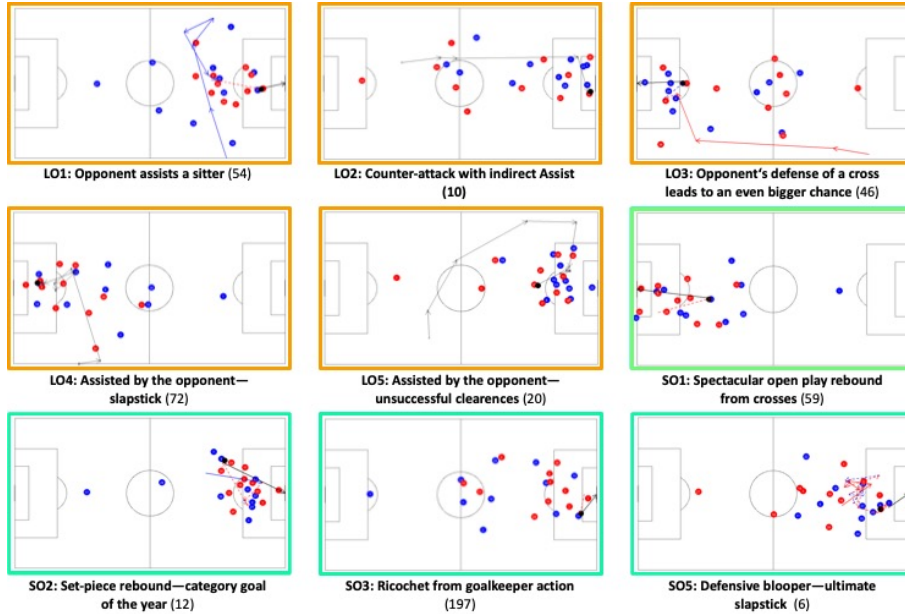 LO1: Opponent assists a sitter (54)
LO2: Counter-attack with indirect Assist
(10)
LO3: Opponent's defense of a cross
leads to an even bigger chance (46)
LO4: Assisted by the opponent—
slapstick (72)
LO5: Assisted by the opponent—
unsuccessful clearences (20)
SO1: Spectacular open play rebound
from crosses (59)
SO2: Set-piece rebound—category goal
of the year (12)
SO3: Ricochet from goalkeeper action
(197)
SO5: Defensive blooper—ultimate
slapstick (6)